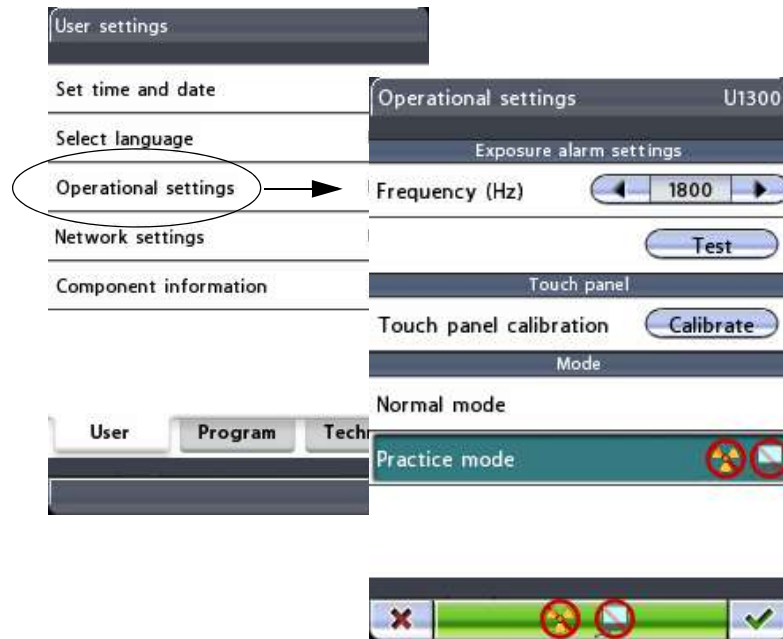 User settings
Set time and date
Select language
Operational settings
Network settings
Component information
User Program
Operational settings U1300
Exposure alarm settings
Frequency (Hz) 1800
Test
Touch panel
Touch panel calibration Calibrate
Mode
Normal mode
Practice mode